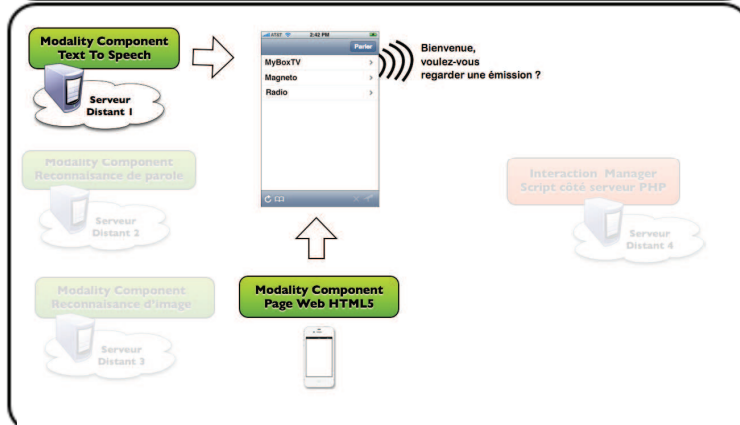 Modality Component
Text To Speech
Serveur
Distant 1
AT&T 2:42 PM
Parler
MyBoxTV
Magneto
Radio
Bienvenue,
voulez-vous
regarder une émission ?
Modality Component
Reconnaisance de parole
Serveur
Distant 2
Interaction Manager
Script côté serveur PHP
Serveur
Distant 4
Modality Component
Reconnaisance d'image
Serveur
Distant 3
Modality Component
Page Web HTML5